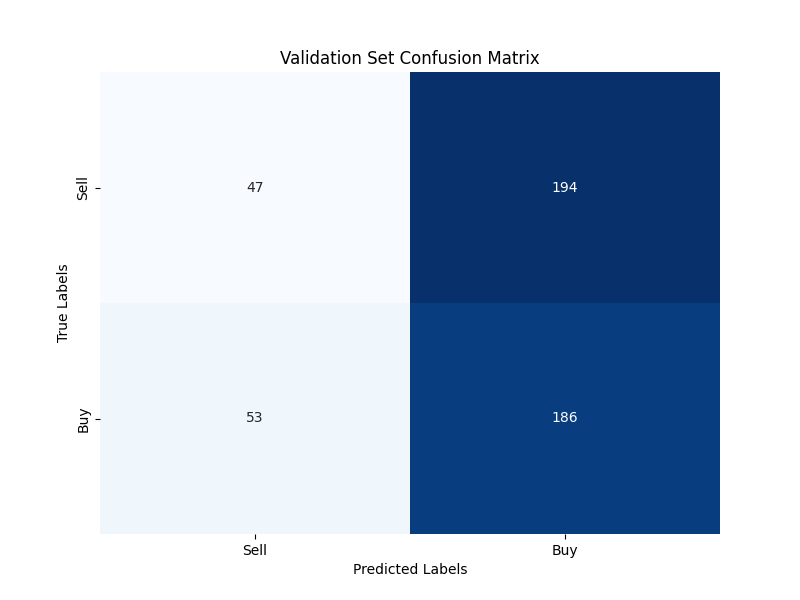 Validation Set Confusion Matrix
True Labels
Sell
47
194
Buy
53
186
Sell
Buy
Predicted Labels